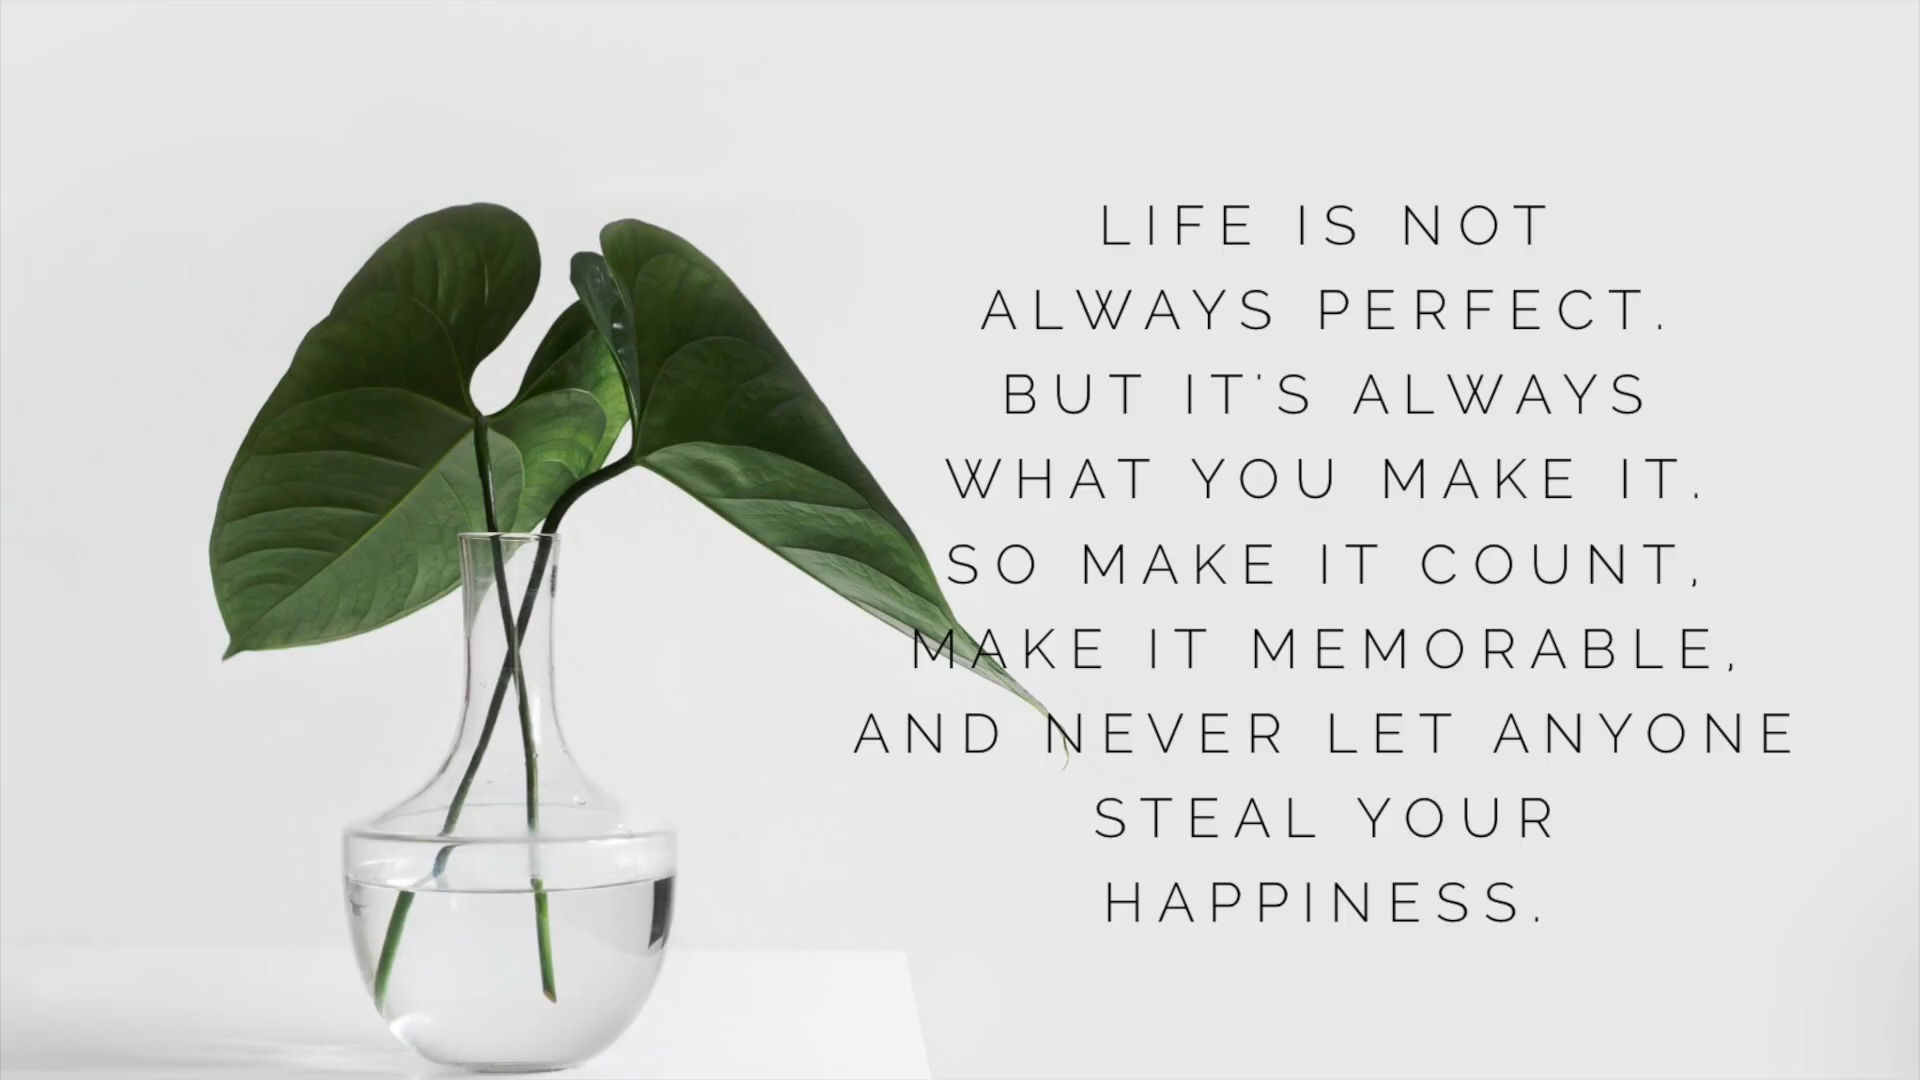 LIFE IS NOT
ALWAYS PERFECT.
BUT IT'S ALWAYS
WHAT YOU MAKE IT.
SO MAKE IT COUNT,
MAKE IT MEMORABLE,
AND NEVER LET ANYONE
STEAL YOUR
HAPPINESS.